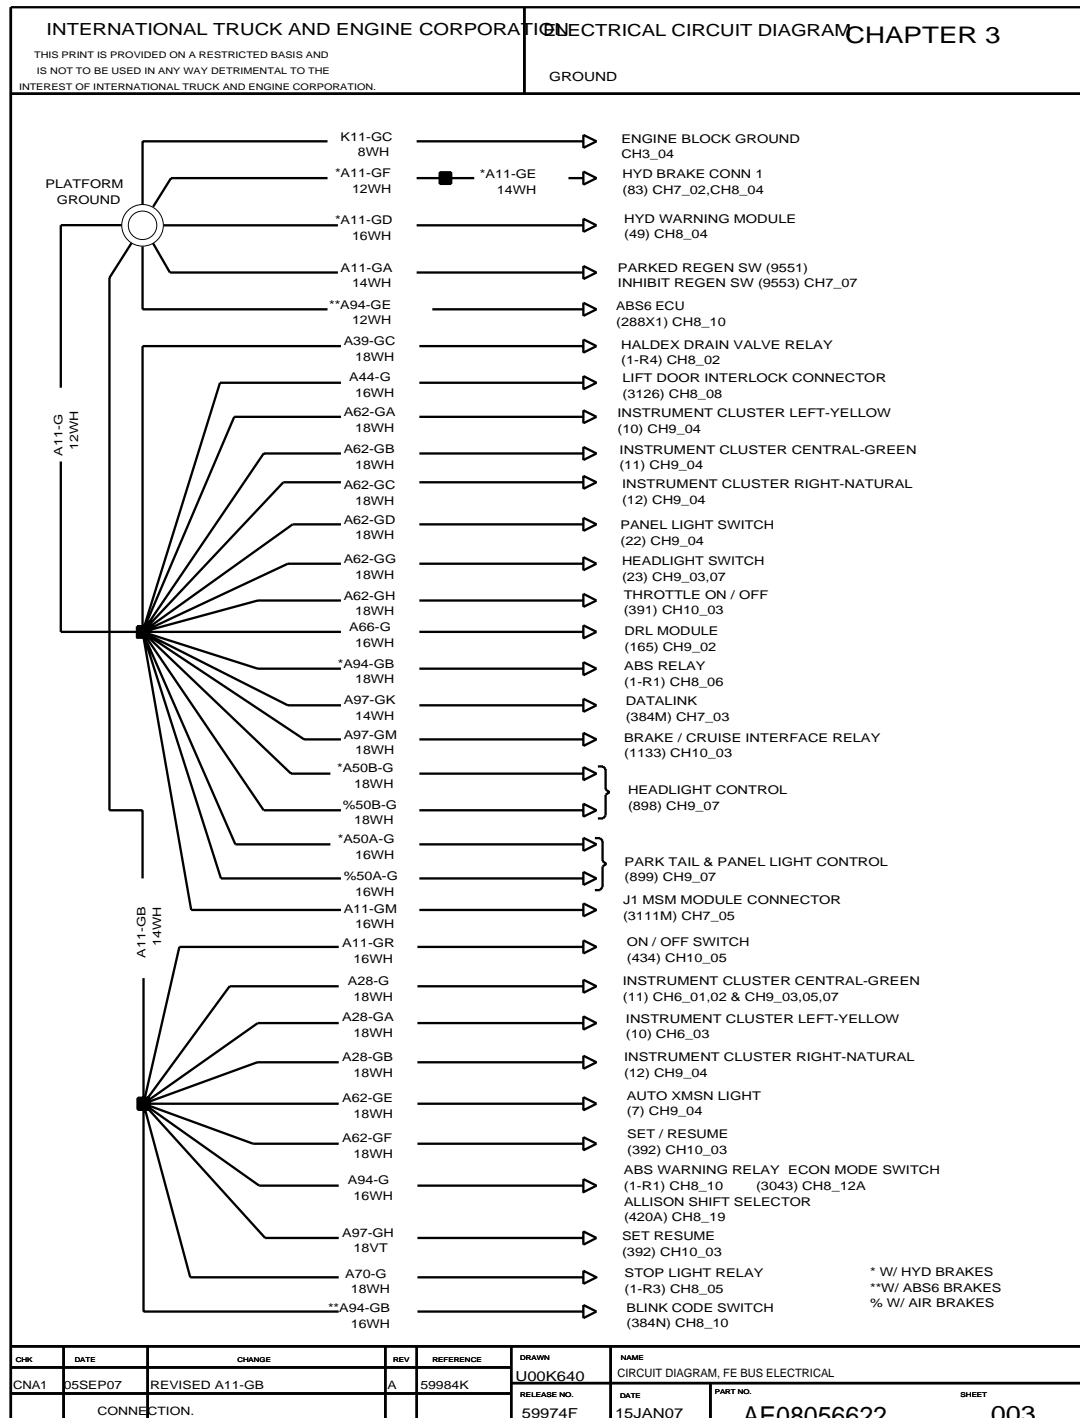 INTERNATIONAL TRUCK AND ENGINE CORPORATION
THIS PRINT IS PROVIDED ON A RESTRICTED BASIS AND
IS NOT TO BE USED IN ANY WAY DETRIMENTAL TO THE
INTEREST OF INTERNATIONAL TRUCK AND ENGINE CORPORATION.
ELECTRICAL CIRCUIT DIAGRAM
CHAPTER 3
GROUND
PLATFORM
GROUND
K11-GC
8WH
ENGINE BLOCK GROUND
CH3_04
*A11-GF
12WH
*A11-GE
14WH
HYD BRAKE CONN 1
(83) CH7_02,CH8_04
*A11-GD
16WH
HYD WARNING MODULE
(49) CH8_04
A11-GA
14WH
PARKED REGEN SW (9551)
INHIBIT REGEN SW (9553) CH7_07
**A94-GE
12WH
ABS6 ECU
(288X1) CH8_10
A11-G
12WH
A39-GC
18WH
HALDEX DRAIN VALVE RELAY
(1-R4) CH8_02
A44-G
16WH
LIFT DOOR INTERLOCK CONNECTOR
(3126) CH8_08
A62-GA
18WH
INSTRUMENT CLUSTER LEFT-YELLOW
(10) CH9_04
A62-GB
18WH
INSTRUMENT CLUSTER CENTRAL-GREEN
(11) CH9_04
A62-GC
18WH
INSTRUMENT CLUSTER RIGHT-NATURAL
(12) CH9_04
A62-GD
18WH
PANEL LIGHT SWITCH
(22) CH9_04
A62-GG
18WH
HEADLIGHT SWITCH
(23) CH9_03,07
A62-GH
18WH
THROTTLE ON / OFF
(391) CH10_03
A66-G
16WH
DRL MODULE
(165) CH9_02
*A94-GB
18WH
ABS RELAY
(1-R1) CH8_06
A97-GK
14WH
DATALINK
(384M) CH7_03
A97-GM
18WH
BRAKE / CRUISE INTERFACE RELAY
(1133) CH10_03
*A50B-G
18WH
%50B-G
18WH
HEADLIGHT CONTROL
(898) CH9_07
*A50A-G
16WH
%50A-G
16WH
PARK TAIL & PANEL LIGHT CONTROL
(899) CH9_07
A11-GM
16WH
J1 MSM MODULE CONNECTOR
(3111M) CH7_05
A11-GB
14WH
A11-GR
16WH
ON / OFF SWITCH
(434) CH10_05
A28-G
18WH
INSTRUMENT CLUSTER CENTRAL-GREEN
(11) CH6_01,02 & CH9_03,05,07
A28-GA
18WH
INSTRUMENT CLUSTER LEFT-YELLOW
(10) CH6_03
A28-GB
18WH
INSTRUMENT CLUSTER RIGHT-NATURAL
(12) CH9_04
A62-GE
18WH
AUTO XMSN LIGHT
(7) CH9_04
A62-GF
18WH
SET / RESUME
(392) CH10_03
A94-G
16WH
ABS WARNING RELAY ECON MODE SWITCH
(1-R1) CH8_10 (3043) CH8_12A
ALLISON SHIFT SELECTOR
(420A) CH8_19
A97-GH
18VT
SET RESUME
(392) CH10_03
A70-G
18WH
STOP LIGHT RELAY
(1-R3) CH8_05
**A94-GB
16WH
BLINK CODE SWITCH
(384N) CH8_10
* W/ HYD BRAKES
**W/ ABS6 BRAKES
% W/ AIR BRAKES
CHK DATE CHANGE REV REFERENCE
CNA1 05SEP07 REVISED A11-GB A 59984K
CONNECTION.
DRAWN
U00K640
NAME
CIRCUIT DIAGRAM, FE BUS ELECTRICAL
RELEASE NO.
59974F
DATE
15JAN07
PART NO.
AE08056622
SHEET
003